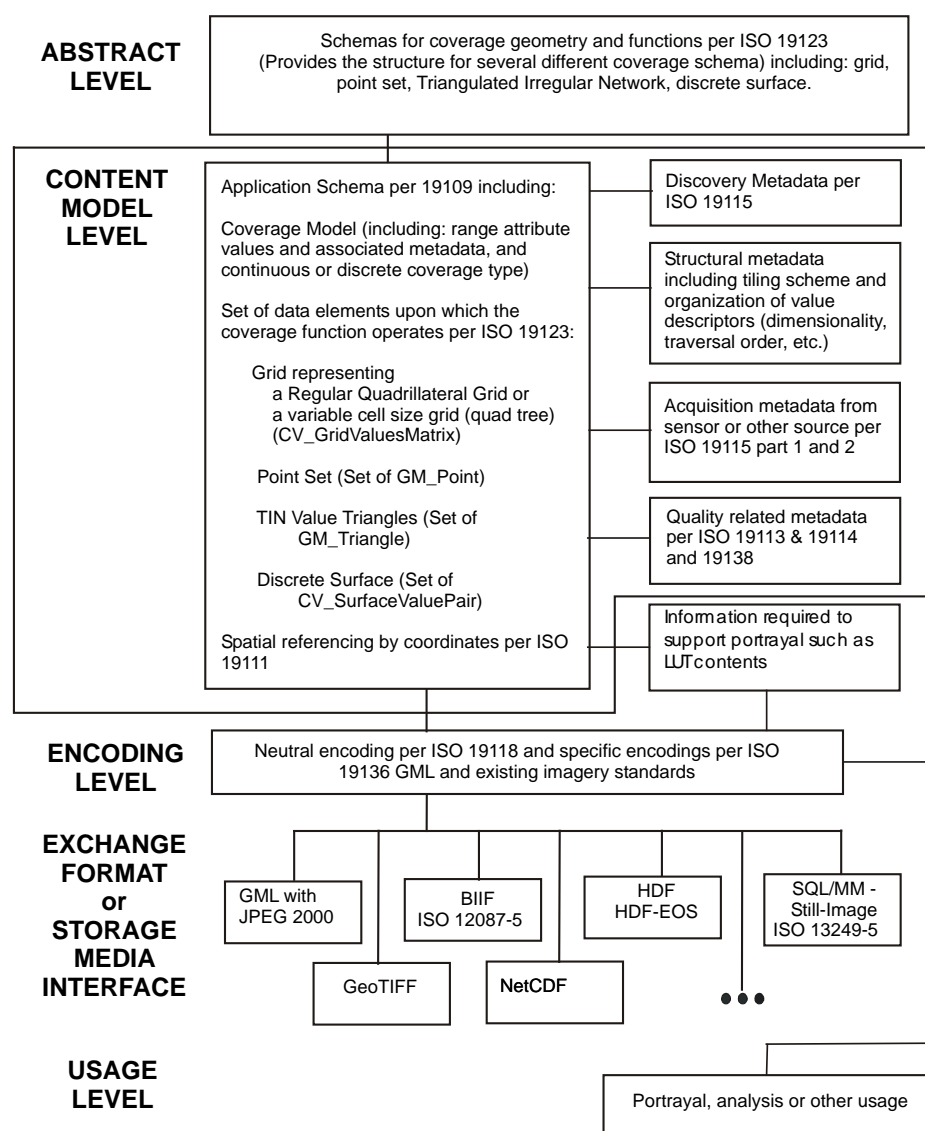 ABSTRACT
LEVEL
Schemas for coverage geometry and functions per ISO 19123
(Provides the structure for several different coverage schema) including: grid,
point set, Triangulated Irregular Network, discrete surface.
CONTENT
MODEL
LEVEL
Application Schema per 19109 including:
Coverage Model (including: range attribute
values and associated metadata, and
continuous or discrete coverage type)
Set of data elements upon which the
coverage function operates per ISO 19123:
Grid representing
a Regular Quadrillateral Grid or
a variable cell size grid (quad tree)
(CV_GridValuesMatrix)
Point Set (Set of GM_Point)
TIN Value Triangles (Set of
GM_Triangle)
Discrete Surface (Set of
CV_SurfaceValuePair)
Spatial referencing by coordinates per ISO
19111
Discovery Metadata per
ISO 19115
Structural metadata
including tiling scheme and
organization of value
descriptors (dimensionality,
traversal order, etc.)
Acquisition metadata from
sensor or other source per
ISO 19115 part 1 and 2
Quality related metadata
per ISO 19113 & 19114
and 19138
Information required to
support portrayal such as
LUT contents
ENCODING
LEVEL
Neutral encoding per ISO 19118 and specific encodings per ISO
19136 GML and existing imagery standards
EXCHANGE
FORMAT
or
STORAGE
MEDIA
INTERFACE
GML with
JPEG 2000
BIIF
ISO 12087-5
HDF
HDF-EOS
SQL/MM -
Still-Image
ISO 13249-5
GeoTIFF
NetCDF
USAGE
LEVEL
Portrayal, analysis or other usage